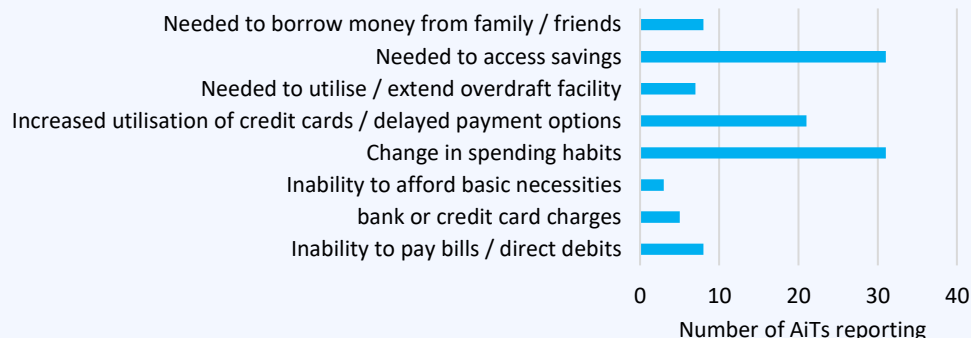 Needed to borrow money from family / friends
Needed to access savings
Needed to utilise / extend overdraft facility
Increased utilisation of credit cards / delayed payment options
Change in spending habits
Inability to afford basic necessities
bank or credit card charges
Inability to pay bills / direct debits
0 10 20 30 40
Number of AiTs reporting